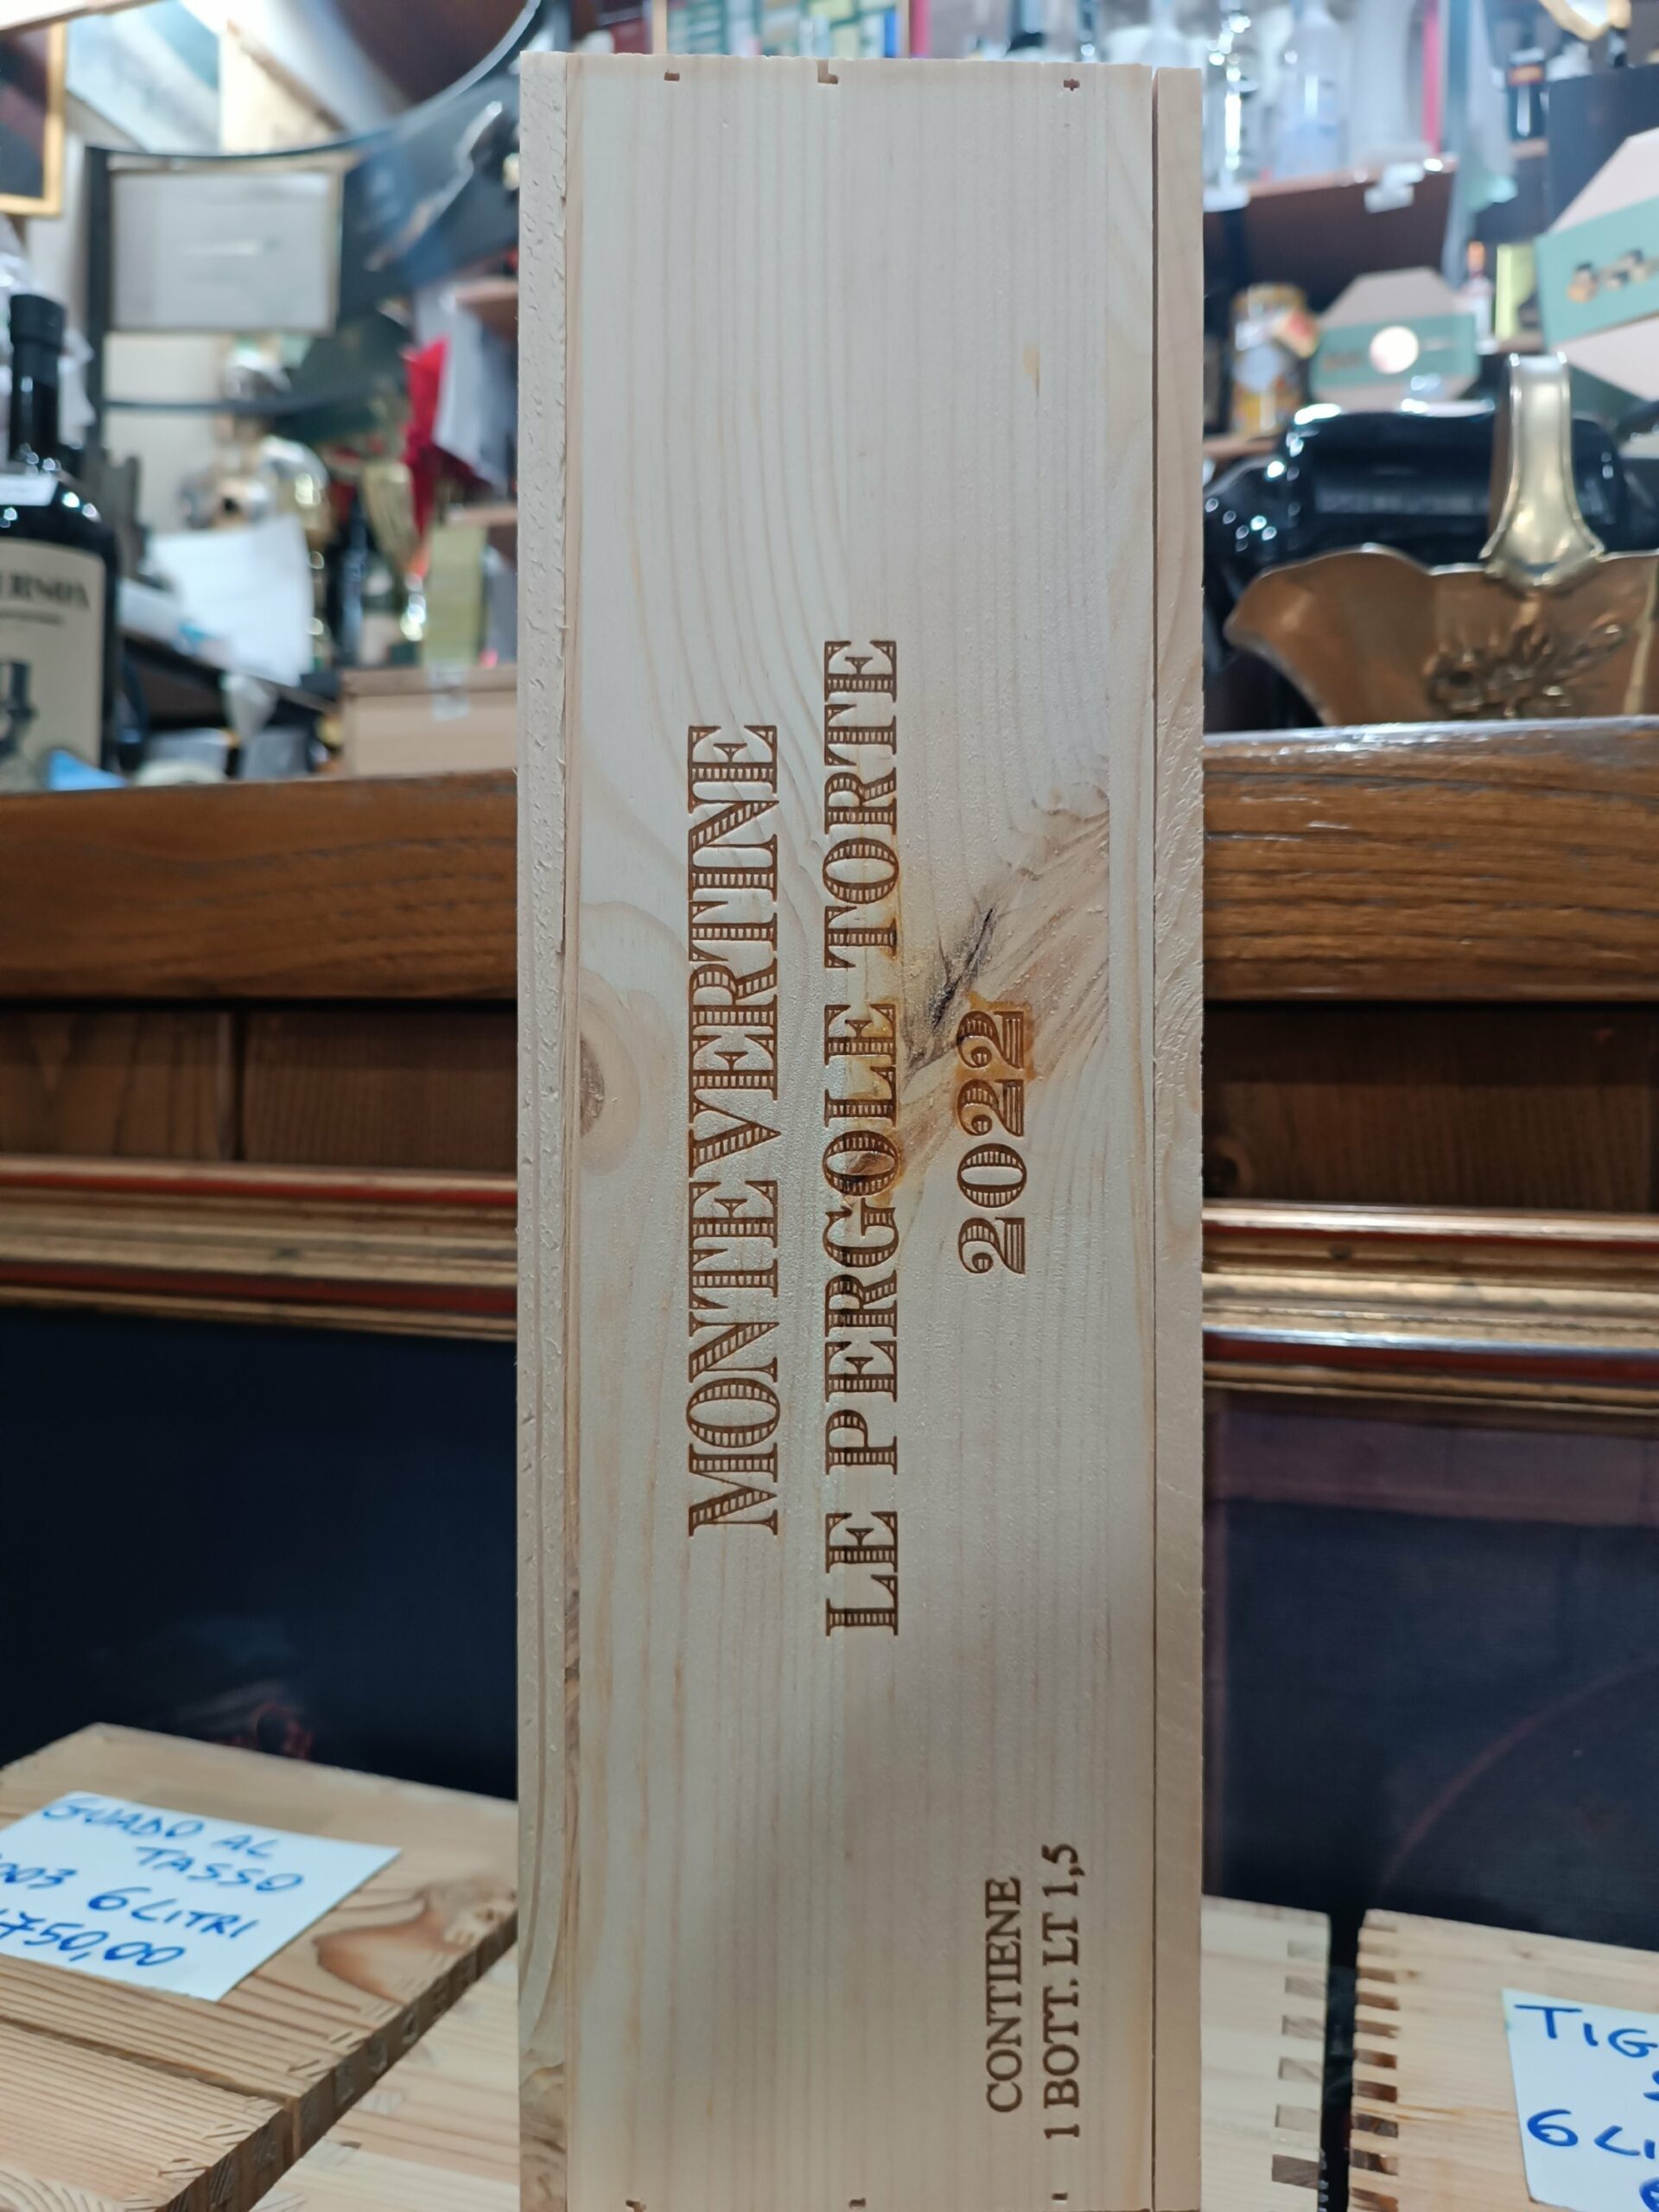 MONTEVERTINE
LE PERGOLE TORTE
2022
CONTIENE
1 BOTT. LT 1,5
GUADO AL
TASSO
6 LITRI
750,00
TIG
6 LI